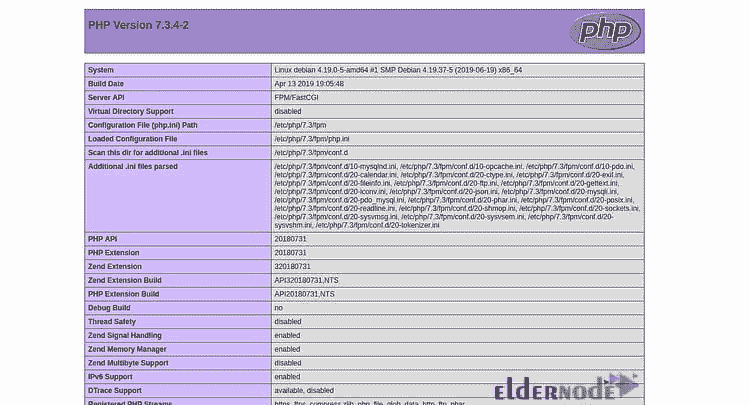 PHP Version 7.3.4-2
php
System Linux debian 4.19.0-5-amd64 #1 SMP Debian 4.19.37-5 (2019-06-19) x86_64
Build Date Apr 13 2019 19:05:48
Server API FPM/FastCGI
Virtual Directory Support disabled
Configuration File (php.ini) Path /etc/php/7.3/fpm
Loaded Configuration File /etc/php/7.3/fpm/php.ini
Scan this dir for additional .ini files /etc/php/7.3/fpm/conf.d
Additional .ini files parsed /etc/php/7.3/fpm/conf.d/10-mysqlnd.ini, /etc/php/7.3/fpm/conf.d/10-opcache.ini, /etc/php/7.3/fpm/conf.d/10-pdo.ini,
/etc/php/7.3/fpm/conf.d/20-calendar.ini, /etc/php/7.3/fpm/conf.d/20-ctype.ini, /etc/php/7.3/fpm/conf.d/20-exif.ini,
/etc/php/7.3/fpm/conf.d/20-fileinfo.ini, /etc/php/7.3/fpm/conf.d/20-ftp.ini, /etc/php/7.3/fpm/conf.d/20-gettext.ini,
/etc/php/7.3/fpm/conf.d/20-iconv.ini, /etc/php/7.3/fpm/conf.d/20-json.ini, /etc/php/7.3/fpm/conf.d/20-mysqli.ini,
/etc/php/7.3/fpm/conf.d/20-pdo_mysql.ini, /etc/php/7.3/fpm/conf.d/20-phar.ini, /etc/php/7.3/fpm/conf.d/20-posix.ini,
/etc/php/7.3/fpm/conf.d/20-readline.ini, /etc/php/7.3/fpm/conf.d/20-shmop.ini, /etc/php/7.3/fpm/conf.d/20-sockets.ini,
/etc/php/7.3/fpm/conf.d/20-sysvmsg.ini, /etc/php/7.3/fpm/conf.d/20-sysvsem.ini, /etc/php/7.3/fpm/conf.d/20-
sysvshm.ini, /etc/php/7.3/fpm/conf.d/20-tokenizer.ini
PHP API 20180731
PHP Extension 20180731
Zend Extension 320180731
Zend Extension Build API320180731,NTS
PHP Extension Build API20180731,NTS
Debug Build no
Thread Safety disabled
Zend Signal Handling enabled
Zend Memory Manager enabled
Zend Multibyte Support disabled
IPv6 Support enabled
DTrace Support available, disabled
Registered PHP Streams https, ftps, compress.zlib, php, file, glob, data, http, ftp, phar
eldernode